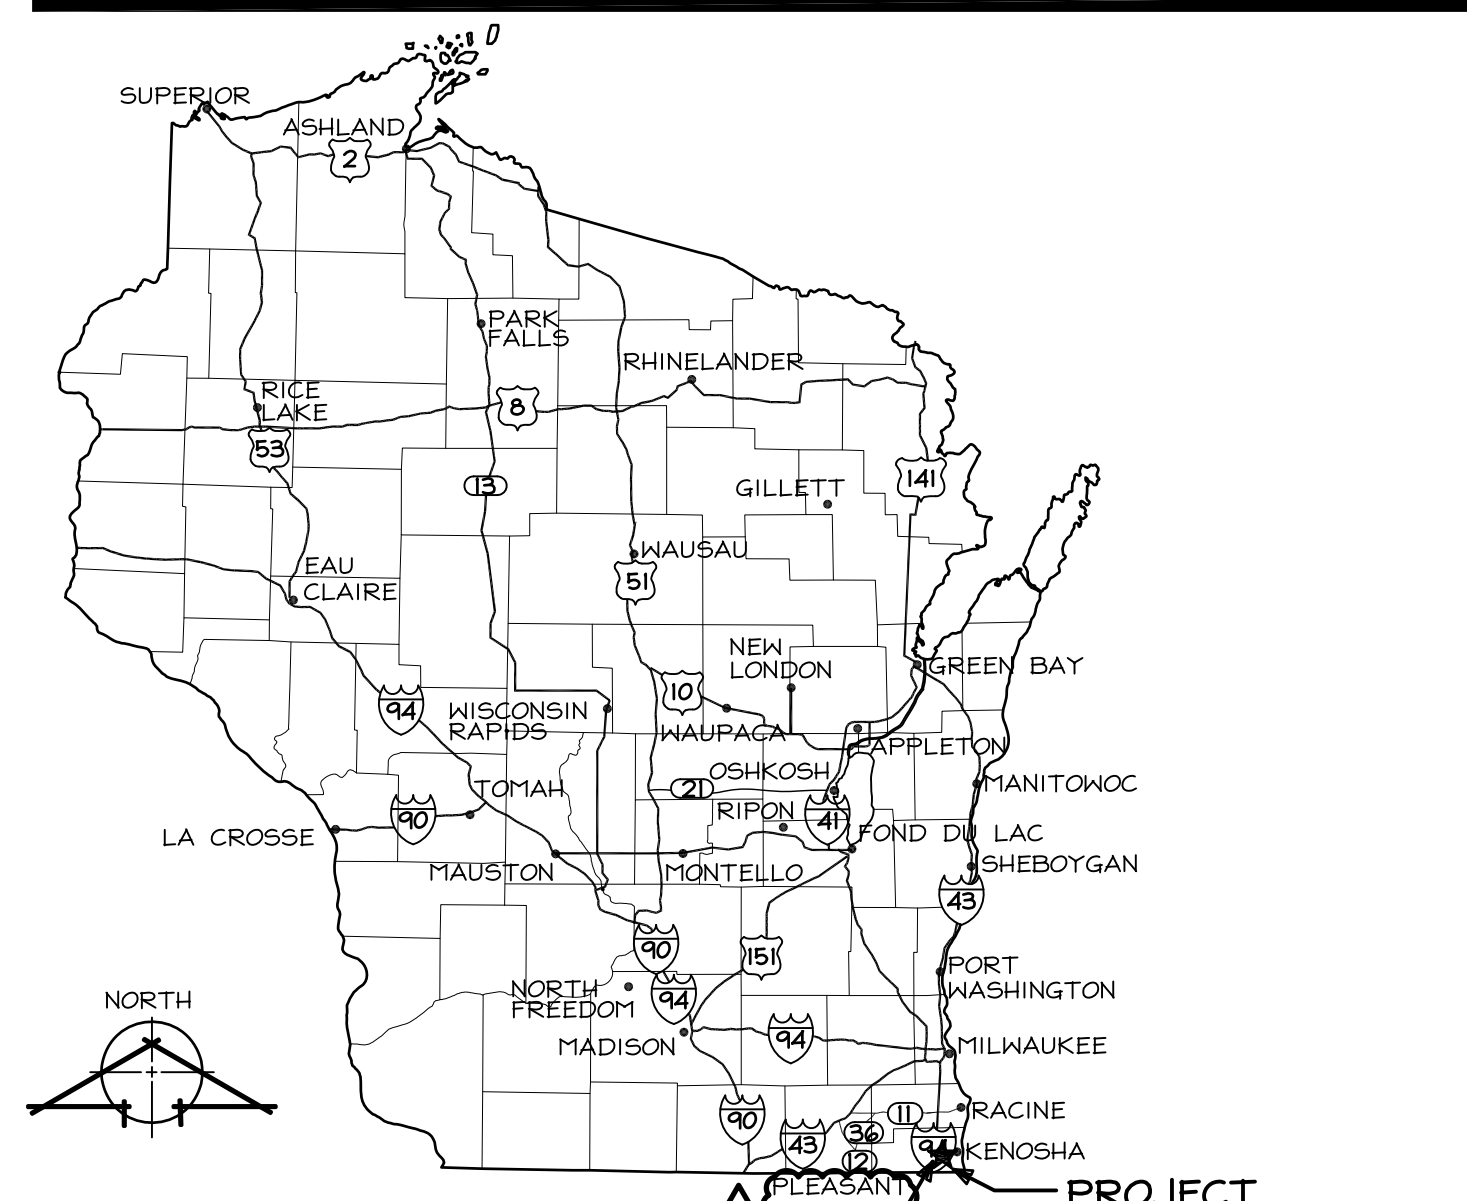 SUPERIOR
ASHLAND
2
PARK
FALLS
RHINELANDER
RICE
LAKE
8
53
13
141
GILLETT
WAUSAU
EAU
CLAIRE
51
NEW
LONDON
GREEN BAY
10
94
WISCONSIN
RAPIDS
WAUPACA
APPLETON
OSHKOSH
MANITOWOC
TOMAH
21
RIPON
90
41
LA CROSSE
FOND DU LAC
MAUSTON
MONTELLO
SHEBOYGAN
43
90
151
PORT
WASHINGTON
NORTH
FREEDOM
94
NORTH
MADISON
94
MILWAUKEE
90
11
RACINE
43
36
94
KENOSHA
12
PLEASANT
PROJECT